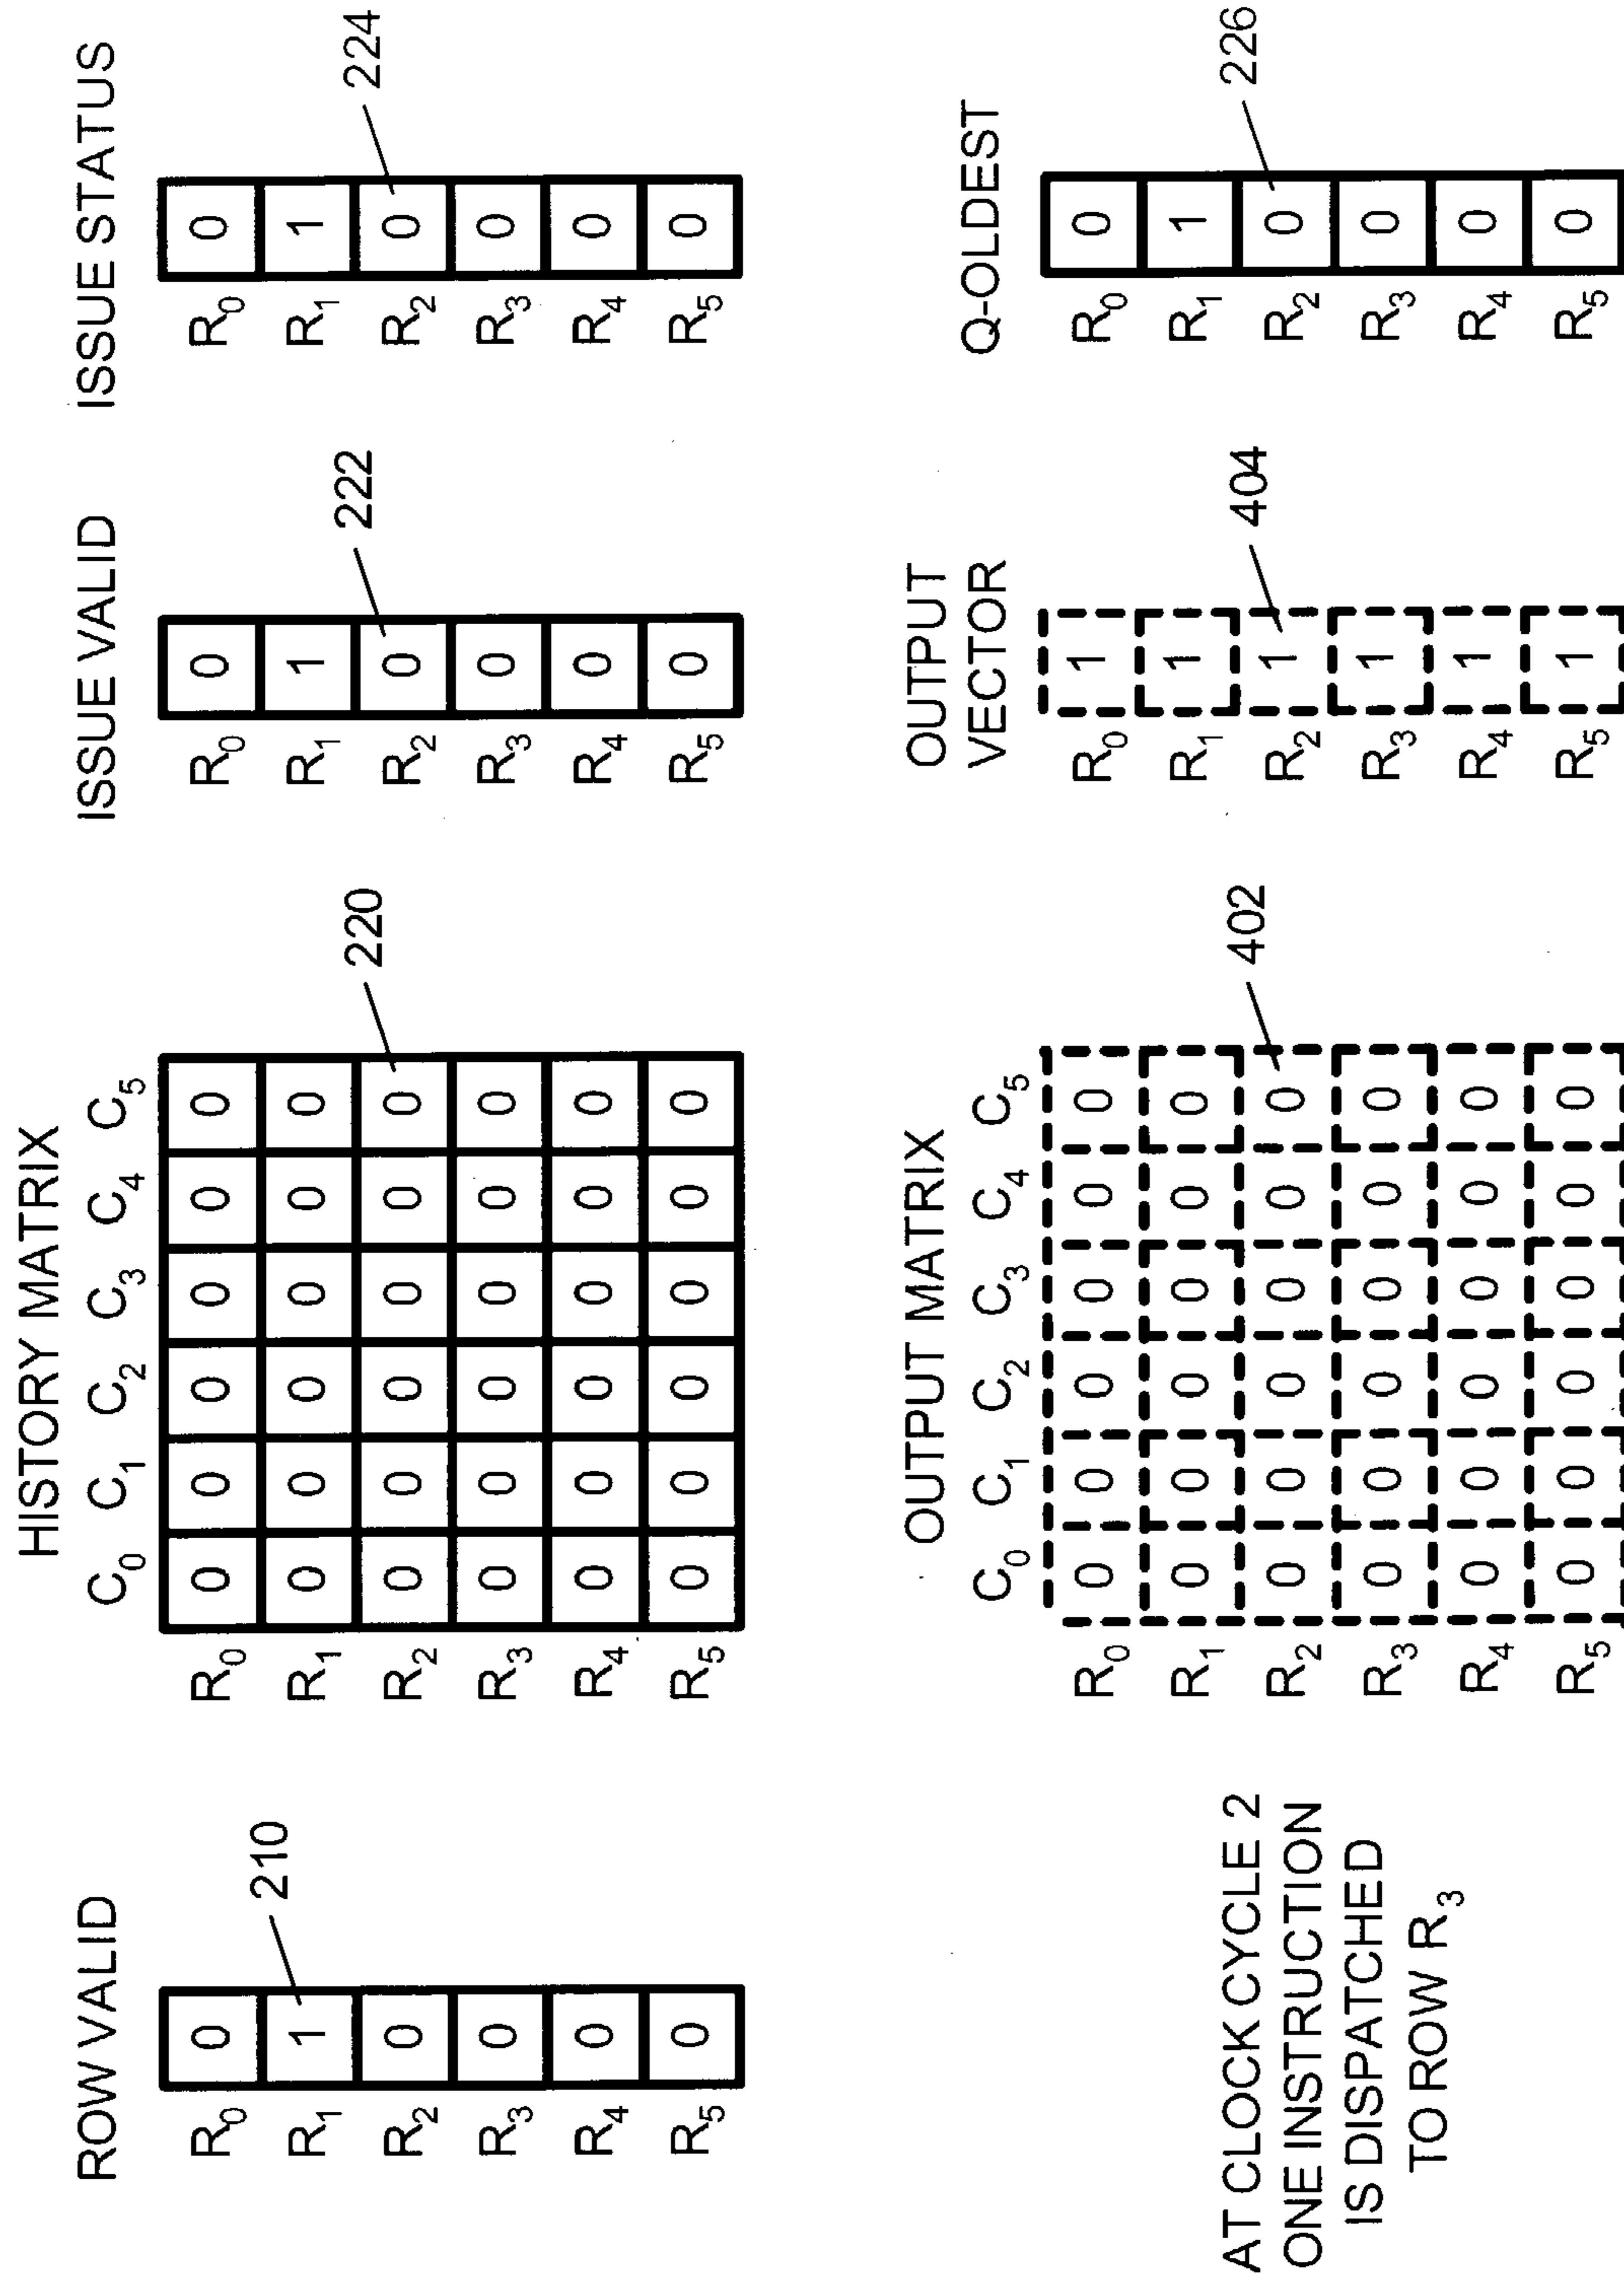 ROW VALID
210
R0 0
R1 1
R2 0
R3 0
R4 0
R5 0
HISTORY MATRIX
C0 C1 C2 C3 C4 C5
220
R0 0 0 0 0 0 0
R1 0 0 0 0 0 0
R2 0 0 0 0 0 0
R3 0 0 0 0 0 0
R4 0 0 0 0 0 0
R5 0 0 0 0 0 0
ISSUE VALID
222
R0 0
R1 1
R2 0
R3 0
R4 0
R5 0
ISSUE STATUS
224
R0 0
R1 1
R2 0
R3 0
R4 0
R5 0
AT CLOCK CYCLE 2
ONE INSTRUCTION
IS DISPATCHED
TO ROW R3
OUTPUT MATRIX
C0 C1 C2 C3 C4 C5
402
R0 0 0 0 0 0 0
R1 0 0 0 0 0 0
R2 0 0 0 0 0 0
R3 0 0 0 0 0 0
R4 0 0 0 0 0 0
R5 0 0 0 0 0 0
OUTPUT
VECTOR
404
R0 1
R1 1
R2 1
R3 1
R4 1
R5 1
Q-OLDEST
226
R0 0
R1 1
R2 0
R3 0
R4 0
R5 0